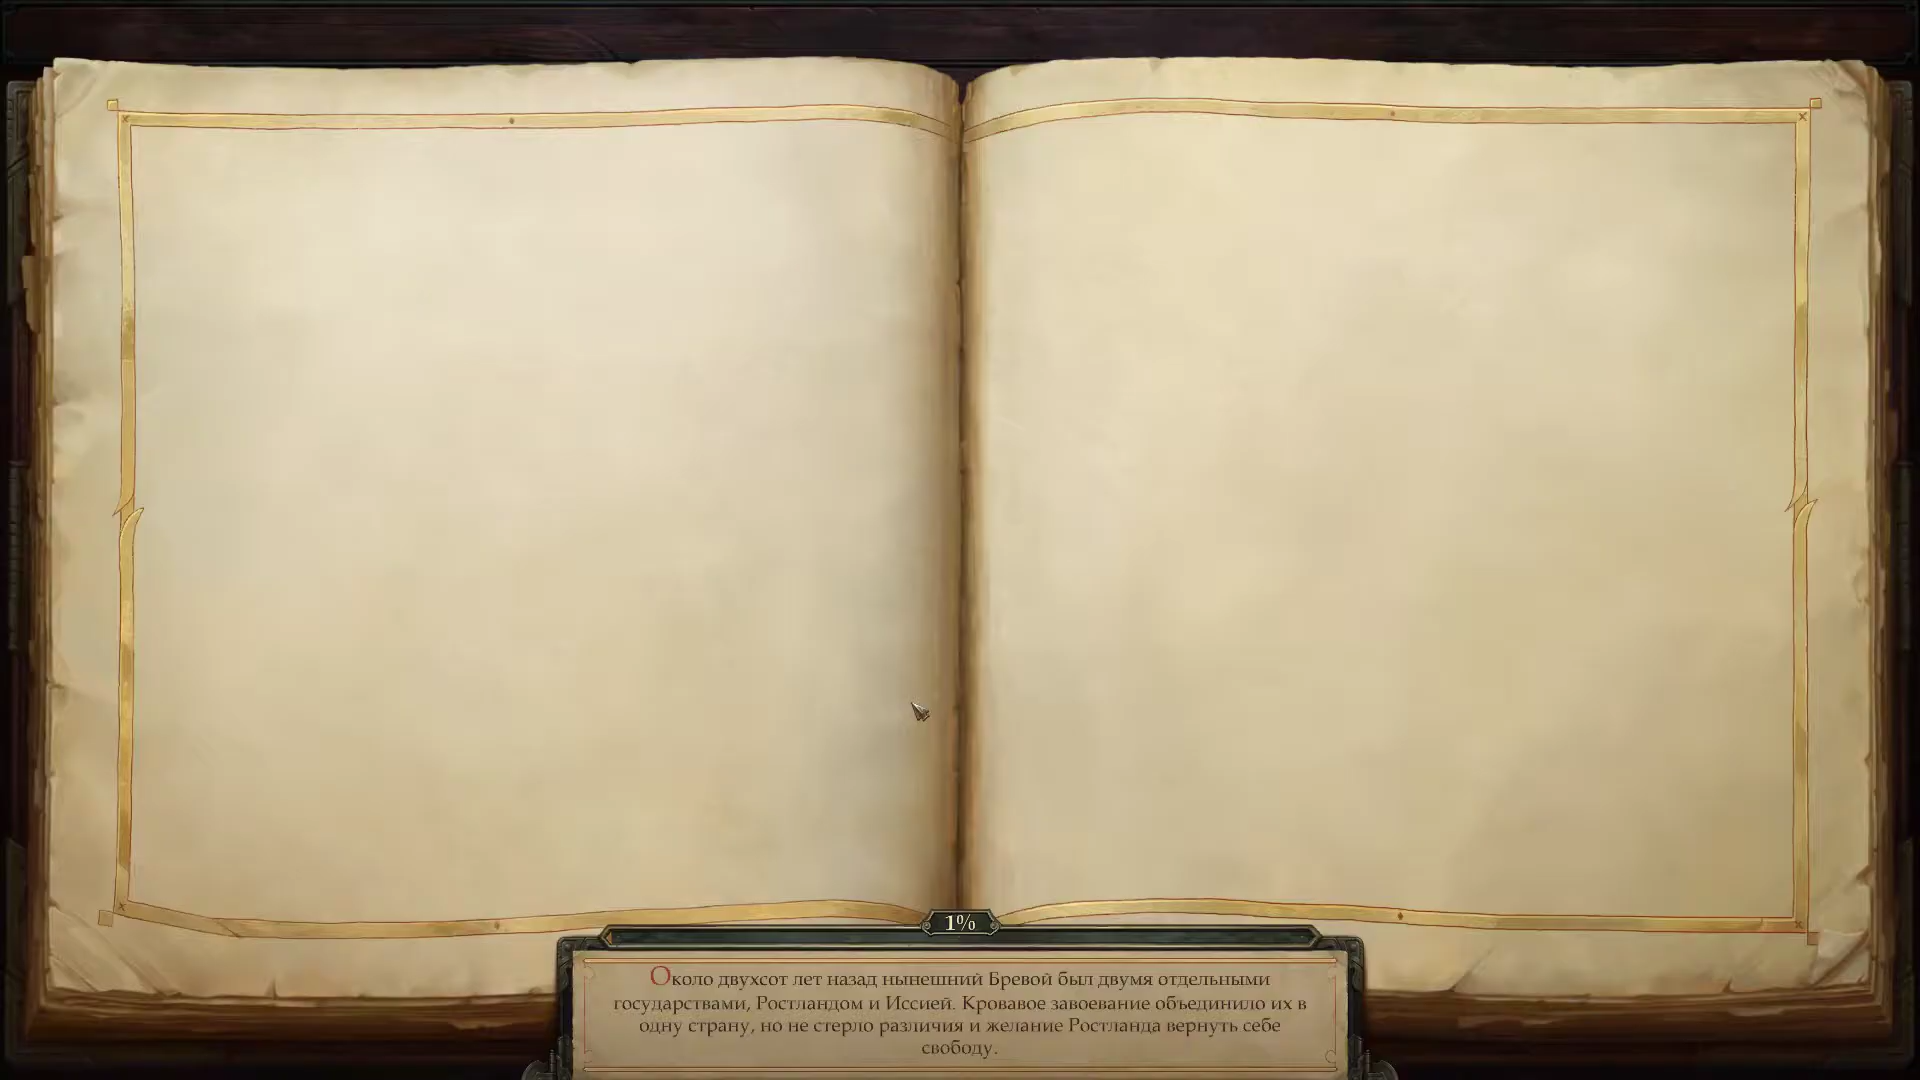 1%
Около двухсот лет назад нынешний Бревой был двумя отдельными
государствами, Ростландом и Иссией. Кровавое завоевание объединило их в
одну страну, но не стерло различия и желание Ростланда вернуть себе
свободу.